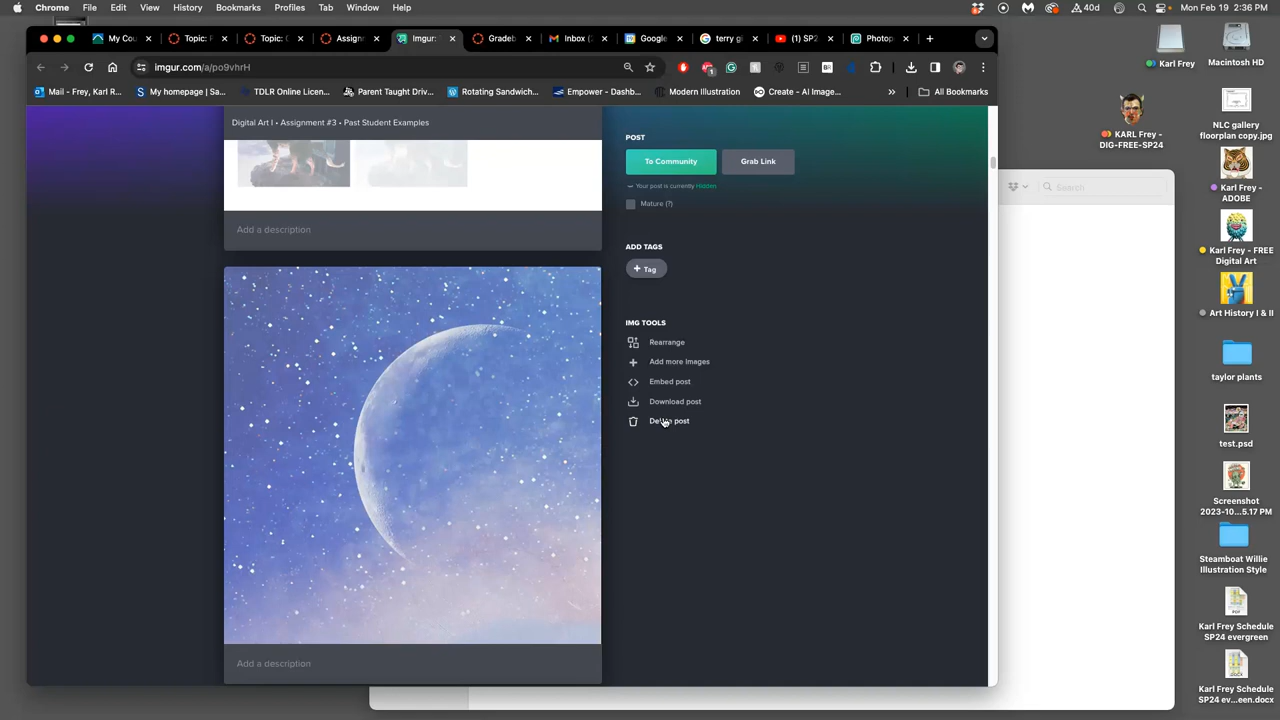 Chrome File Edit View History Bookmarks Profiles Tab Window Help
40d
Mon Feb 19 2:36 PM
My Cou
Topic: F
Topic: C
Assignn
Imgur:
Gradeb
Inbox (2
Google
terry gi
(1) SP2
Photop
imgur.com/a/po9vhrH
Mail - Frey, Karl R...
My homepage | Sa...
TDLR Online Licen...
Parent Taught Driv...
Rotating Sandwich...
Empower - Dashb...
Modern Illustration
Create - AI Image...
»
All Bookmarks
Digital Art I • Assignment #3 • Past Student Examples
Add a description
Add a description
POST
To Community
Grab Link
Your post is currently Hidden
Mature (?)
ADD TAGS
+ Tag
IMG TOOLS
Rearrange
Add more images
Embed post
Download post
post
Search
Karl Frey
Macintosh HD
KARL Frey -
DIG-FREE-SP24
NLC gallery
floorplan copy.jpg
Karl Frey -
ADOBE
Karl Frey - FREE
Digital Art
Art History I & II
taylor plants
test.psd
Screenshot
2023-10...5.17 PM
Steamboat Willie
Illustration Style
PDF
Karl Frey Schedule
SP24 evergreen
Karl Frey Schedule
SP24 ev...een.docx